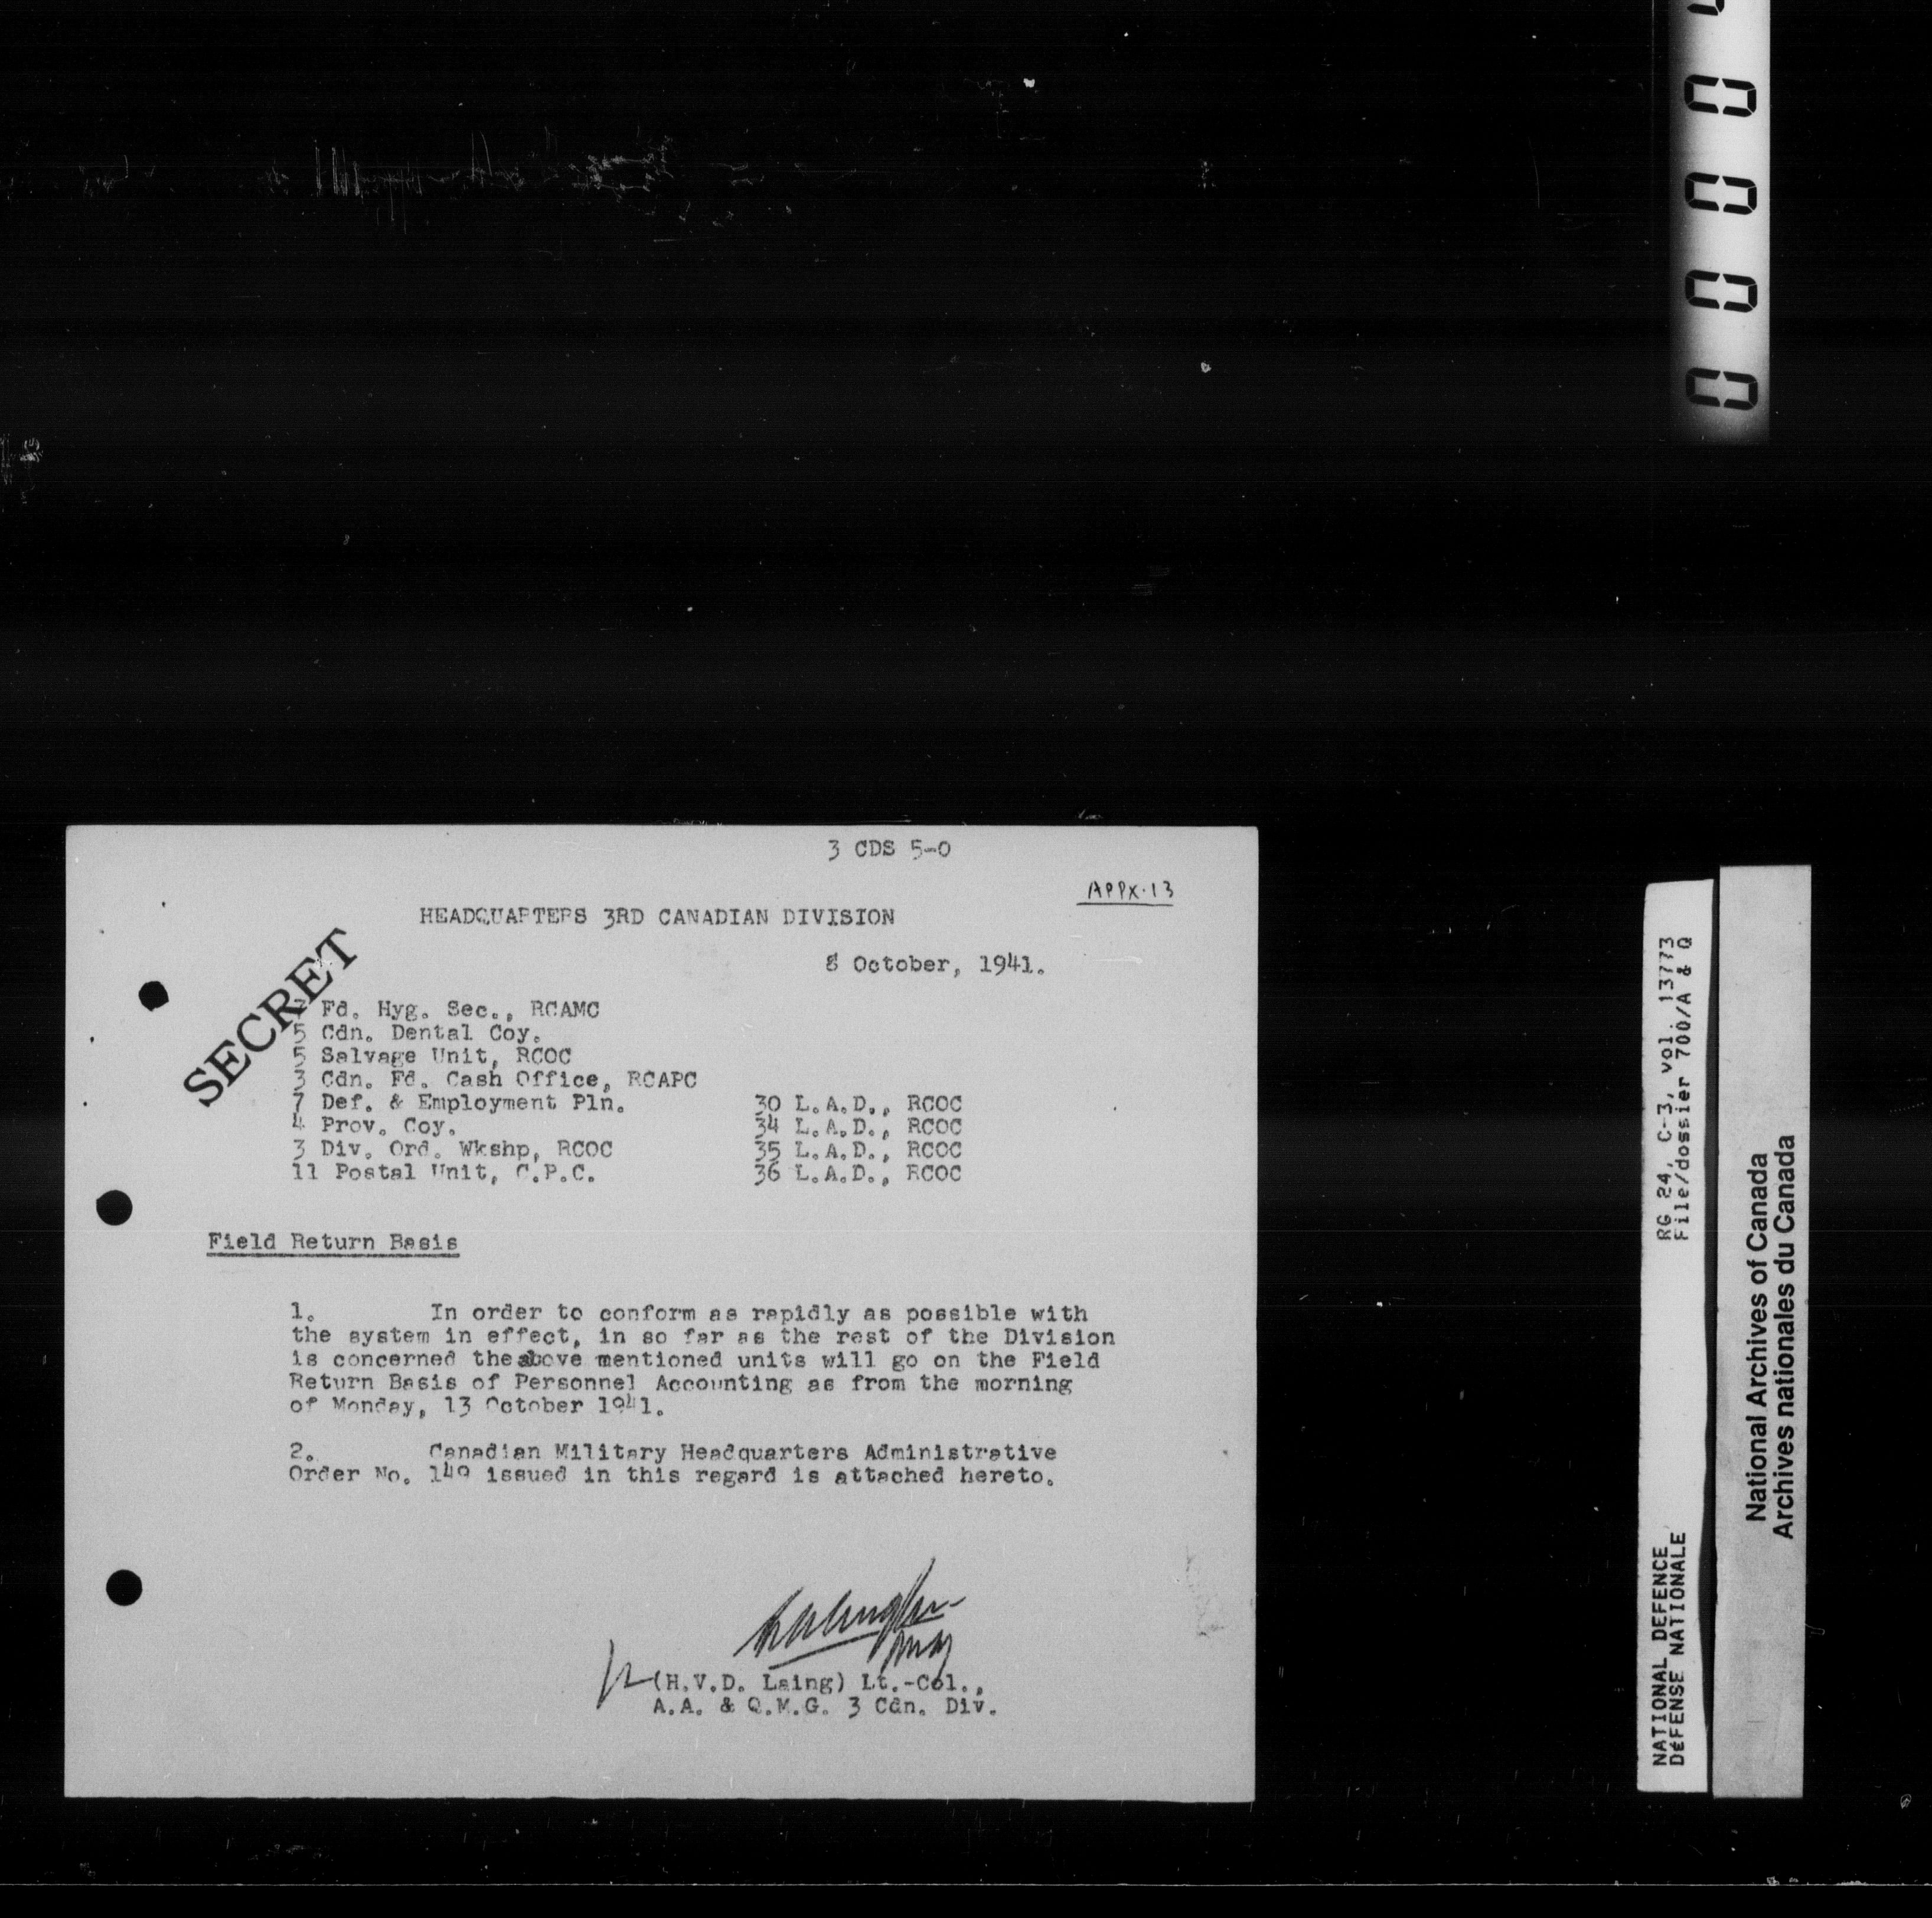 3 CDS 5-0
APPX.13
HEADQUARTERS 3RD CANADIAN DIVISION
8 October, 1941.
SECRET
Fd. Hyg. Sec., RCAMC
5 Cdn. Dental Coy.
5 Salvage Unit, RCOC
3 Cdn. Fd. Cash Office, RCAPC
7 Def. & Employment Pln. 30 L.A.D., RCOC
4 Prov. Coy. 34 L.A.D., RCOC
3 Div. Ord. Wkshp, RCOC 35 L.A.D., RCOC
11 Postal Unit, C.P.C. 36 L.A.D., RCOC
Field Return Basis
1. In order to conform as rapidly as possible with
the system in effect, in so far as the rest of the Division
is concerned the above mentioned units will go on the Field
Return Basis of Personnel Accounting as from the morning
of Monday, 13 October 1941.
2. Canadian Military Headquarters Administrative
Order No. 149 issued in this regard is attached hereto.
(H.V.D. Laing) Lt.-Col.,
A.A. & Q.M.G. 3 Cdn. Div.
0 0 0 0
NATIONAL DEFENCE RG 24, C-3, vol. 13773
DÉFENSE NATIONALE File/dossier 700/A & Q
National Archives of Canada
Archives nationales du Canada